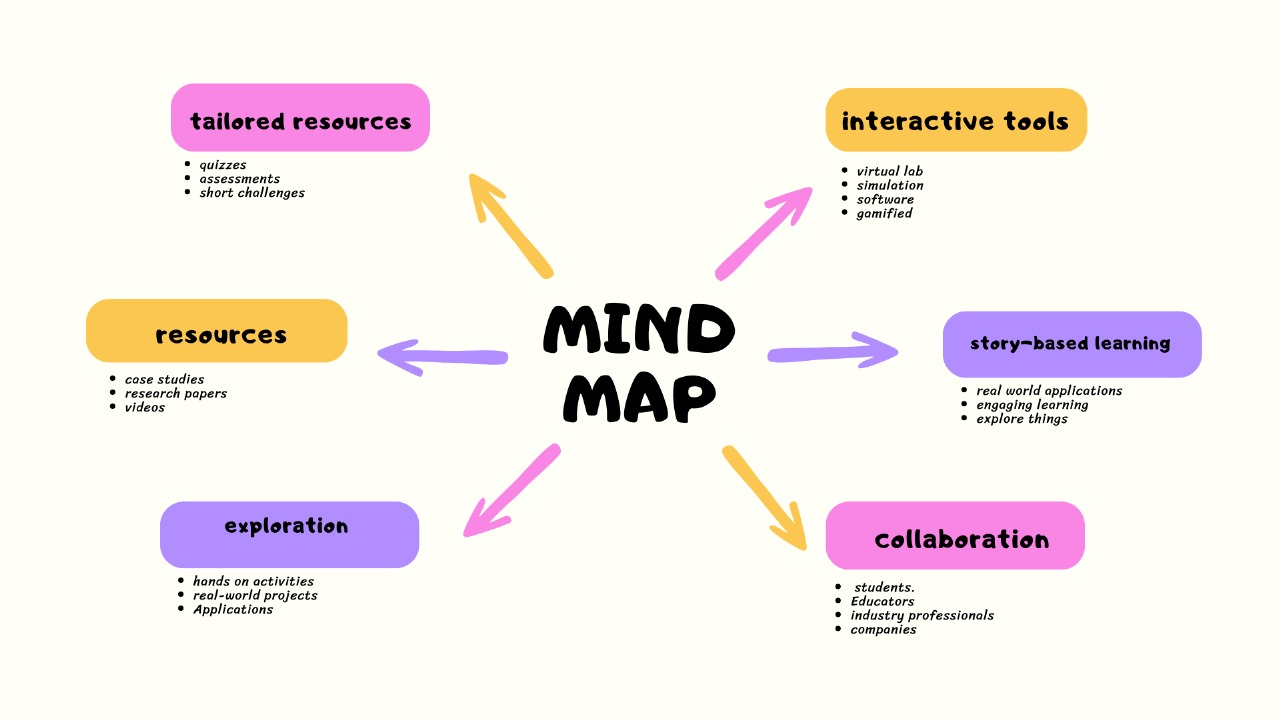 tailored resources
quizzes
assessments
short challenges
interactive tools
virtual lab
simulation
software
gamified
MIND
MAP
resources
case studies
research papers
videos
story-based learning
real world applications
engaging learning
explore things
exploration
hands on activities
real-world projects
Applications
collaboration
students.
Educators
industry professionals
companies